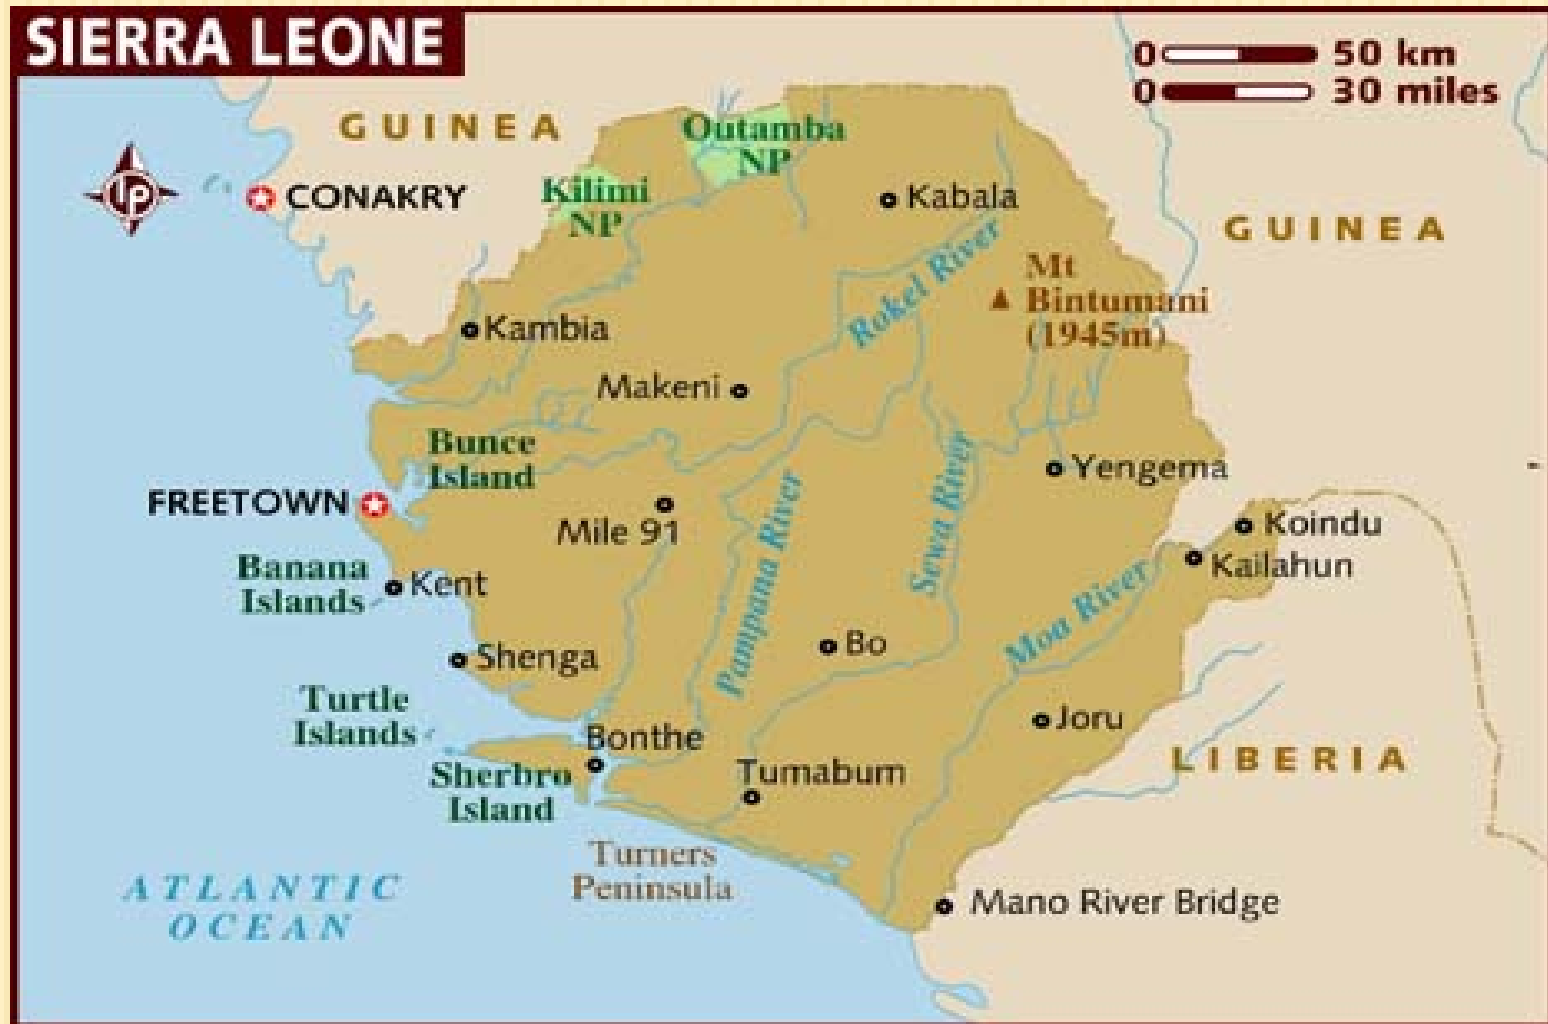 SIERRA LEONE
0 50 km
0 30 miles
GUINEA
Outamba
NP
Kilimi
NP
LP
CONAKRY
Kabala
GUINEA
Rokel River
Mt
Bintumani
(1945m)
Kambia
Makeni
Bunce
Island
Yengema
FREETOWN
Mile 91
Pampana River
Sewa River
Koindu
Kailahun
Banana
Islands
Kent
Moa River
Bo
Shenga
Turtle
Islands
Joru
Bonthe
LIBERIA
Sherbro
Island
Tumabum
Turners
Peninsula
ATLANTIC
OCEAN
Mano River Bridge